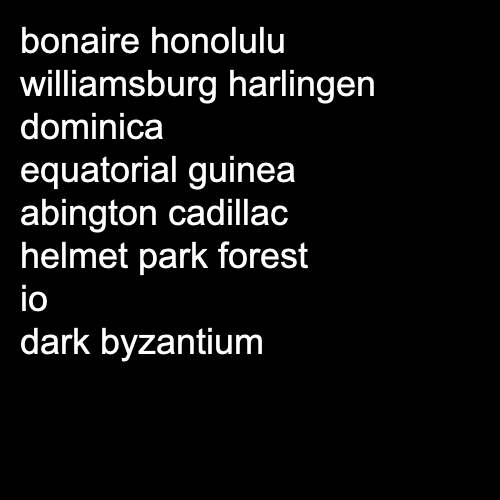 bonaire honolulu
williamsburg harlingen
dominica
equatorial guinea
abington cadillac
helmet park forest
io
dark byzantium